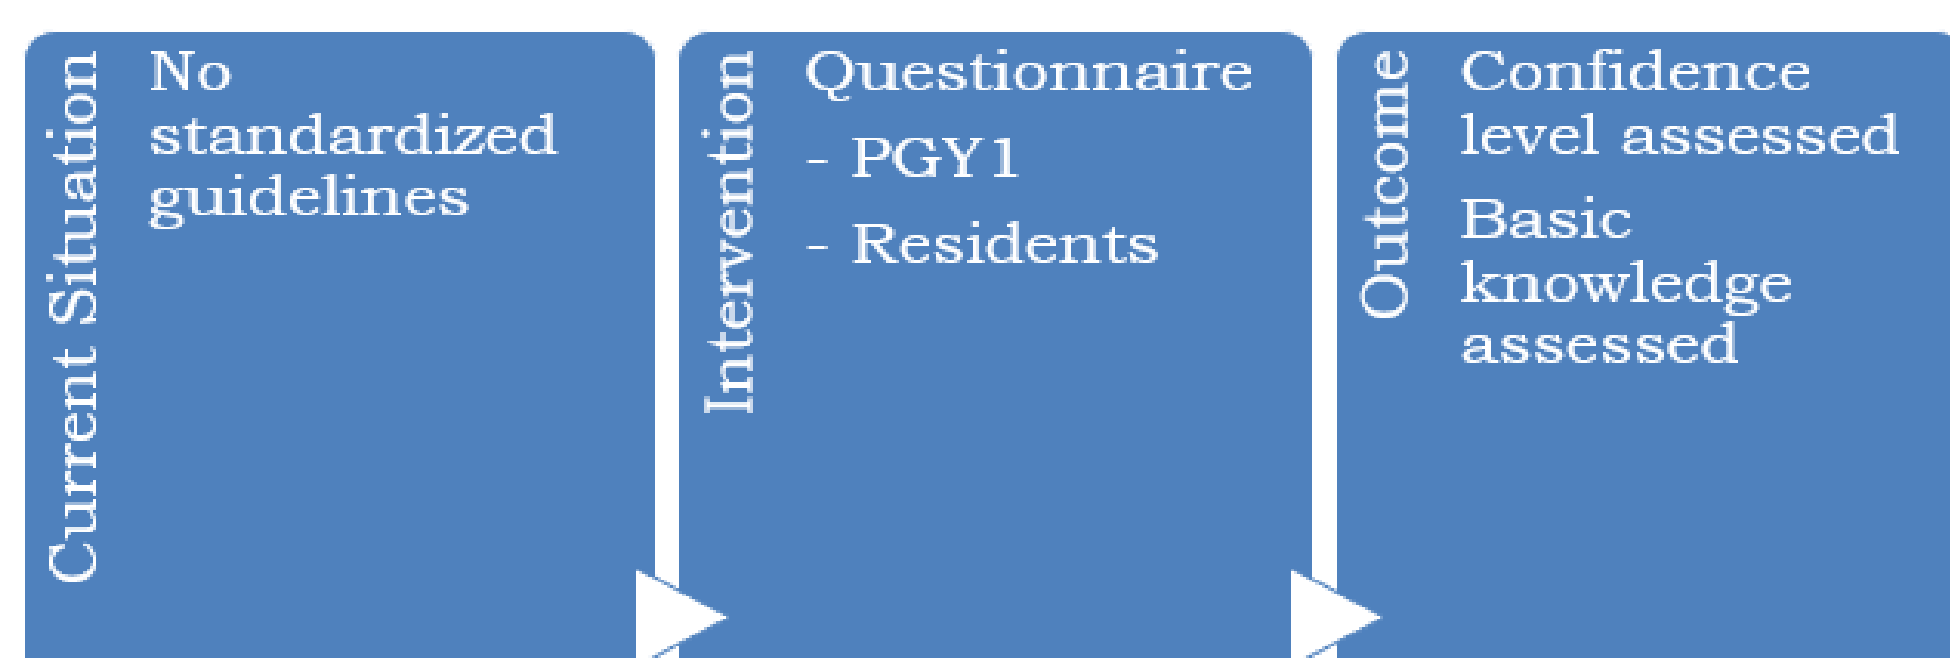 Current Situation
No
standardized
guidelines
Intervention
Questionnaire
- PGY1
- Residents
Outcome
Confidence
level assessed
Basic
knowledge
assessed